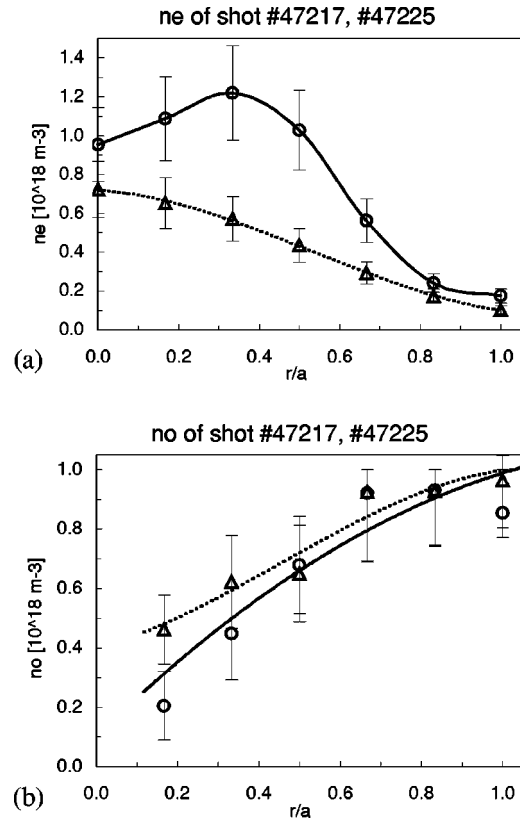 ne of shot #47217, #47225
1.4
1.2
1.0
0.8
0.6
0.4
0.2
0.0
ne [10^18 m-3]
0.0 0.2 0.4 0.6 0.8 1.0
r/a
(a)
no of shot #47217, #47225
1.0
0.8
0.6
0.4
0.2
0.0
no [10^18 m-3]
0.0 0.2 0.4 0.6 0.8 1.0
r/a
(b)